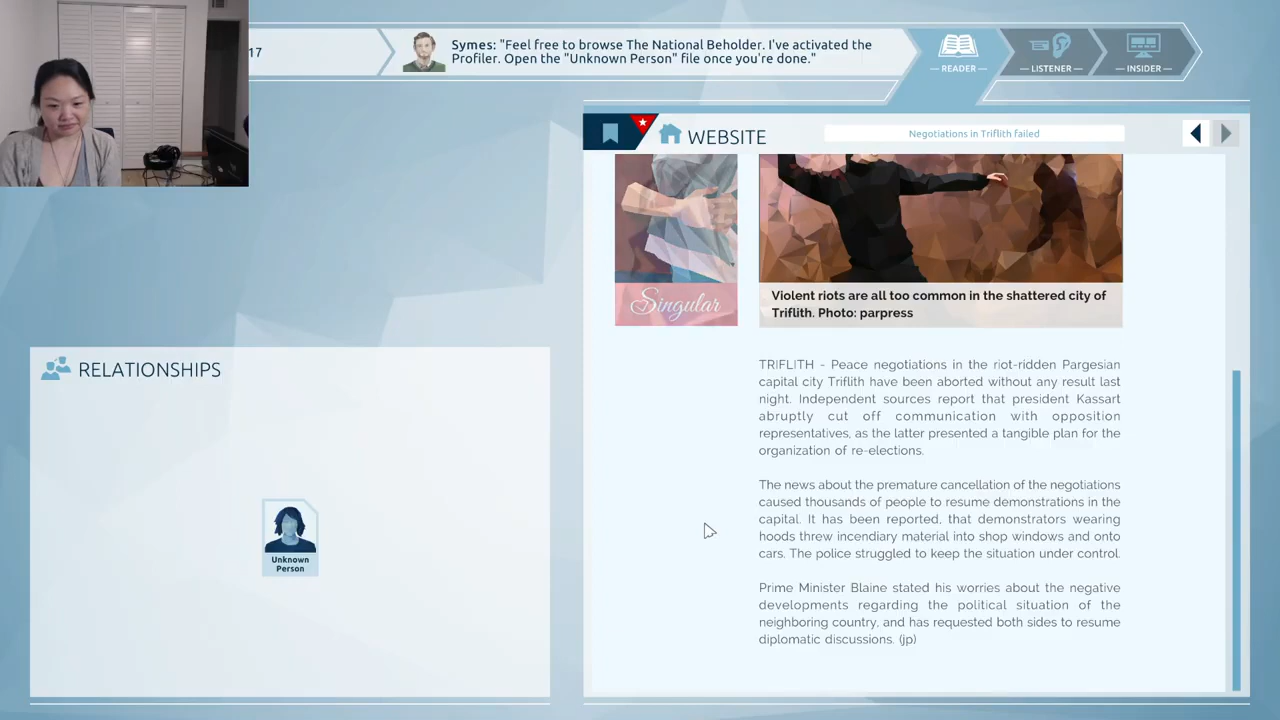 17
Symes: "Feel free to browse The National Beholder. I've activated the
Profiler. Open the "Unknown Person" file once you're done."
— READER —
— LISTENER —
— INSIDER —
WEBSITE
Negotiations in Triflith failed
Singular
Violent riots are all too common in the shattered city of
Triflith. Photo: parpress
RELATIONSHIPS
Unknown
Person
TRIFLITH - Peace negotiations in the riot-ridden Pargesian
capital city Triflith have been aborted without any result last
night. Independent sources report that president Kassart
abruptly cut off communication with opposition
representatives, as the latter presented a tangible plan for the
organization of re-elections.
The news about the premature cancellation of the negotiations
caused thousands of people to resume demonstrations in the
capital. It has been reported, that demonstrators wearing
hoods threw incendiary material into shop windows and onto
cars. The police struggled to keep the situation under control.
Prime Minister Blaine stated his worries about the negative
developments regarding the political situation of the
neighboring country, and has requested both sides to resume
diplomatic discussions. (jp)